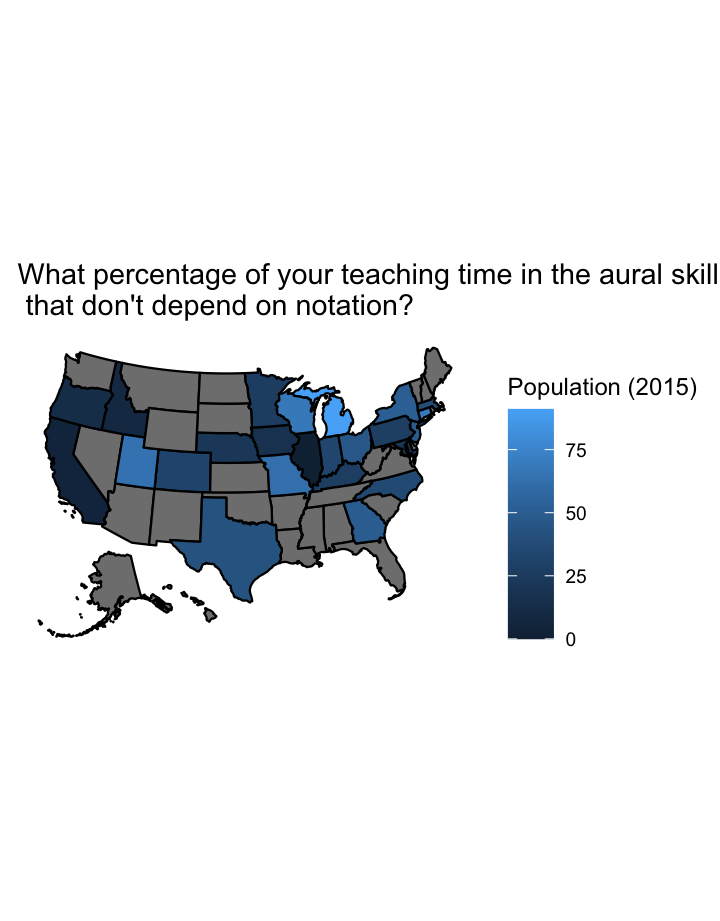 What percentage of your teaching time in the aural skill
that don't depend on notation?
Population (2015)
75
50
25
0